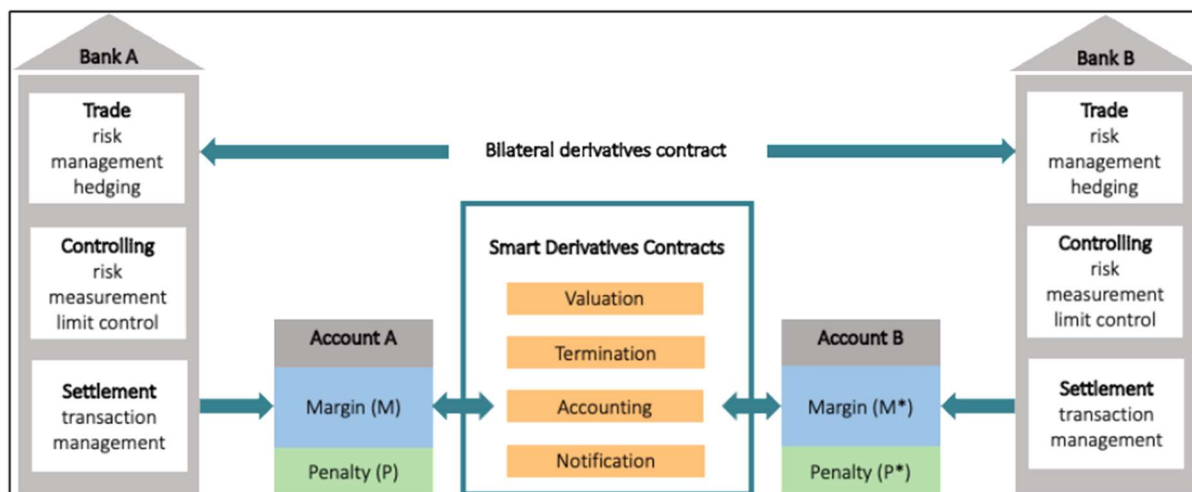 Bank A
Trade
risk
management
hedging
Controlling
risk
measurement
limit control
Settlement
transaction
management
Account A
Margin (M)
Penalty (P)
Bilateral derivatives contract
Smart Derivatives Contracts
Valuation
Termination
Accounting
Notification
Account B
Margin (M*)
Penalty (P*)
Bank B
Trade
risk
management
hedging
Controlling
risk
measurement
limit control
Settlement
transaction
management